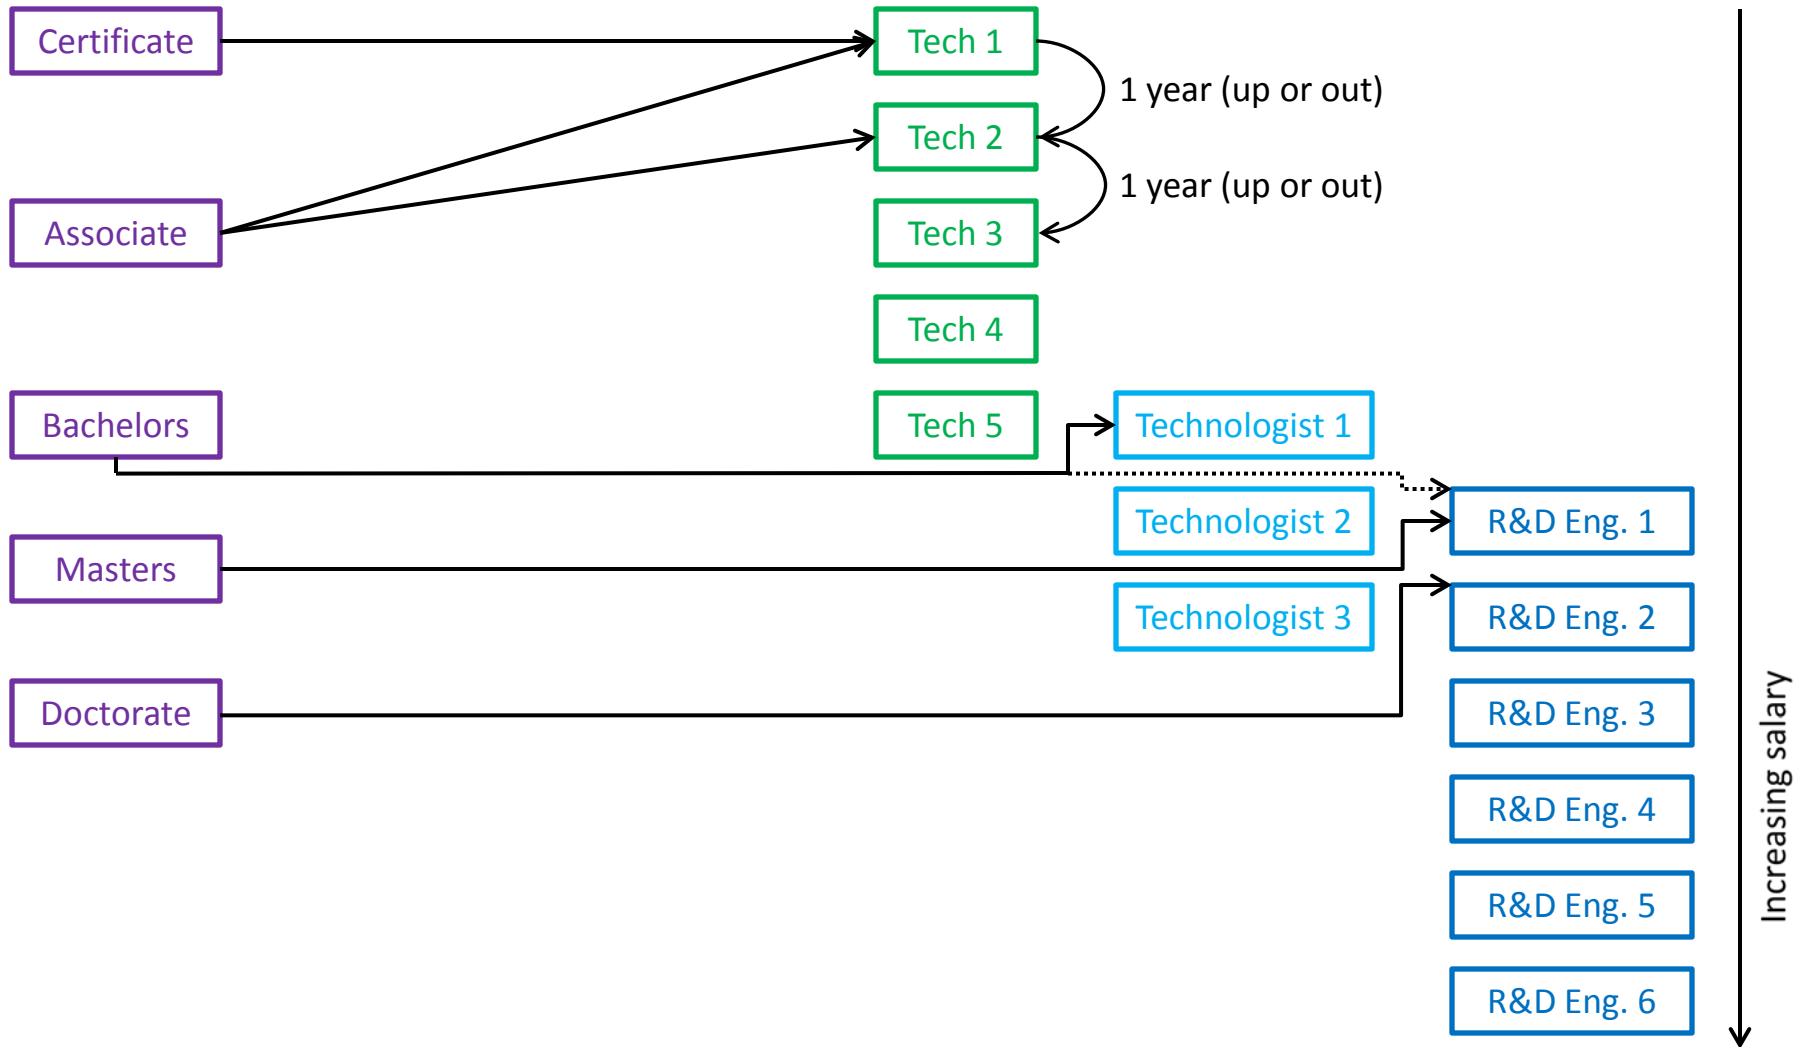 Certificate
Tech 1
1 year (up or out)
Tech 2
1 year (up or out)
Associate
Tech 3
Tech 4
Bachelors
Tech 5
Technologist 1
Technologist 2
R&D Eng. 1
Masters
Technologist 3
R&D Eng. 2
Doctorate
R&D Eng. 3
R&D Eng. 4
R&D Eng. 5
R&D Eng. 6
Increasing salary